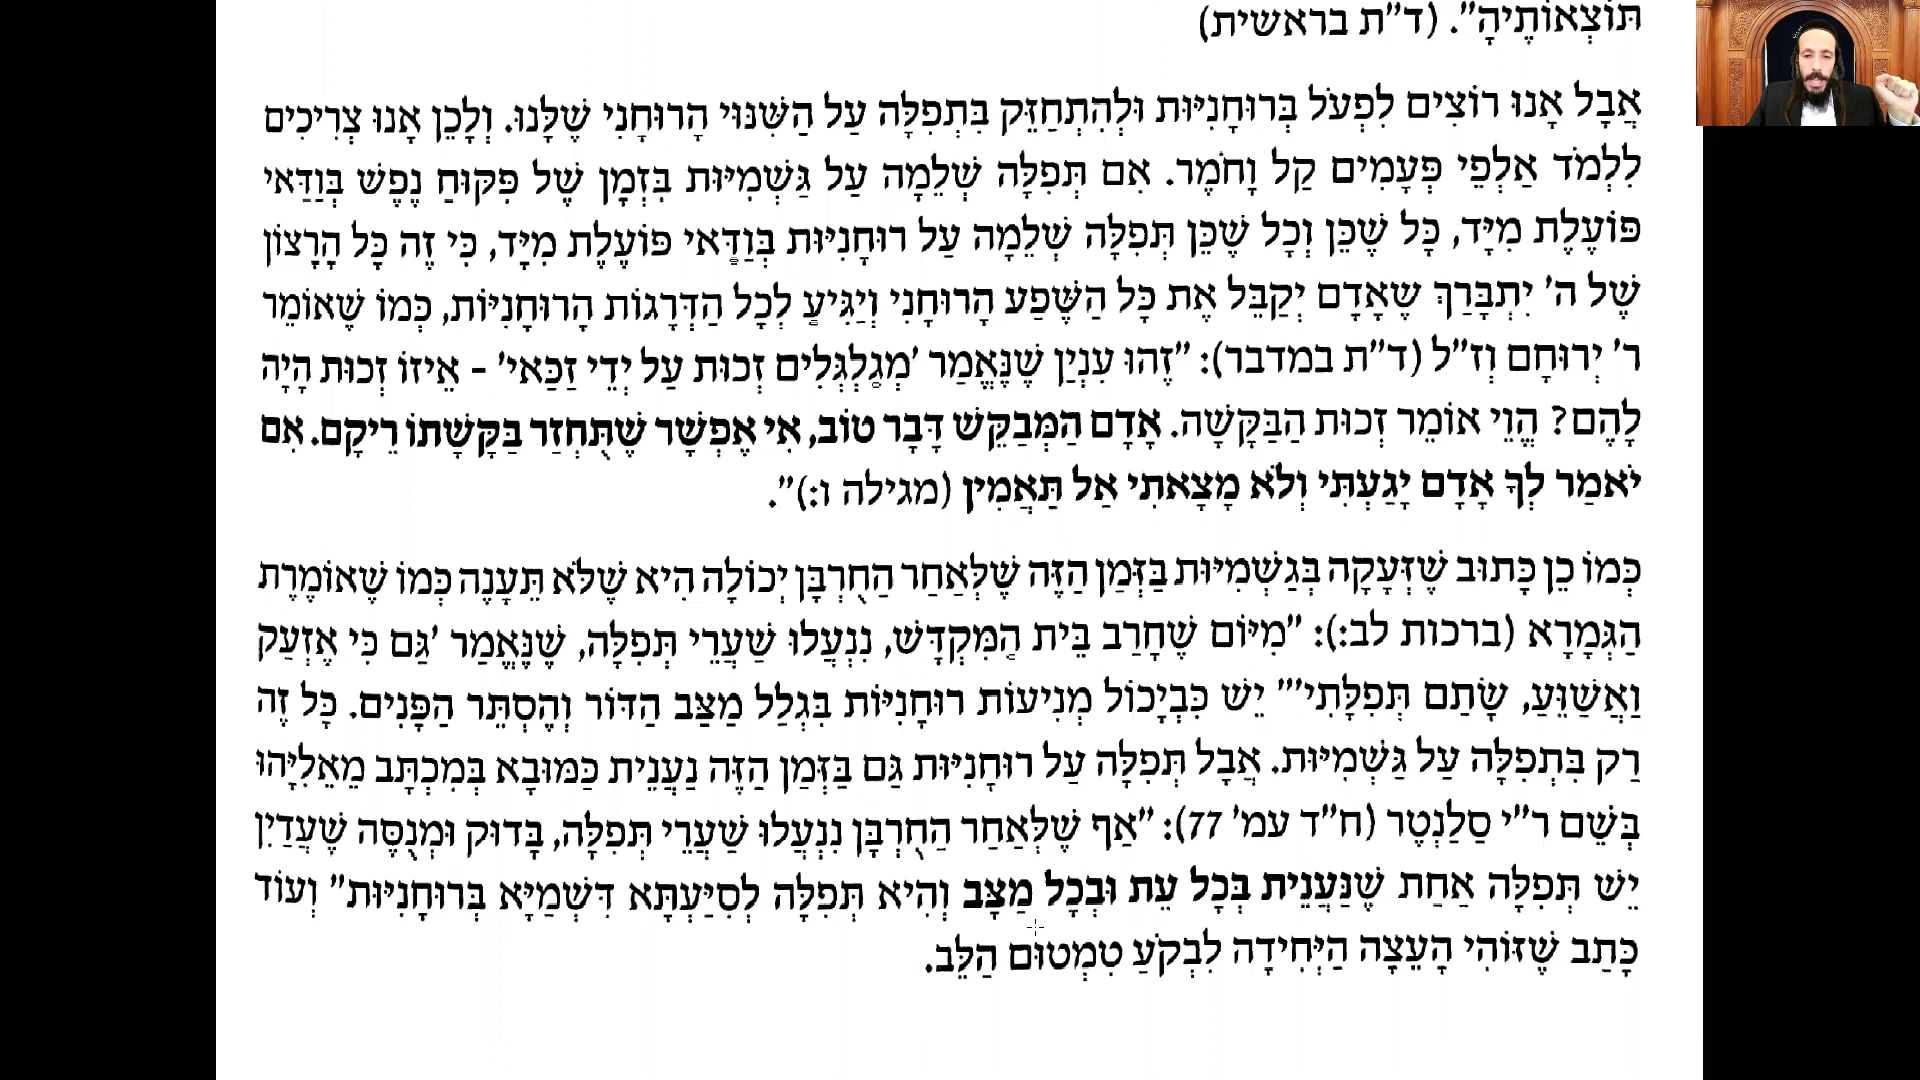 תּוֹצְאוֹתֶיהָ". (ד"ת בראשית)
אֲבָל אָנוּ רוֹצִים לִפְעֹל בְּרוּחָנִיּוּת וּלְהִתְחַזֵּק בִּתְפִלָּה עַל הַשִּׁנּוּי הָרוּחָנִי שֶׁלָּנוּ. וְלָכֵן אָנוּ צְרִיכִים
לִלְמֹד אַלְפֵי פְּעָמִים קַל וָחֹמֶר. אִם תְּפִלָּה שְׁלֵמָה עַל גַּשְׁמִיּוּת בִּזְמַן שֶׁל פִּקּוּחַ נֶפֶשׁ בְּוַדַּאי
פּוֹעֶלֶת מִיָּד, כָּל שֶׁכֵּן וְכָל שֶׁכֵּן תְּפִלָּה שְׁלֵמָה עַל רוּחָנִיּוּת בְּוַדַּאי פּוֹעֶלֶת מִיָּד, כִּי זֶה כָּל הָרָצוֹן
שֶׁל ה' יִתְבָּרַךְ שֶׁאָדָם יְקַבֵּל אֶת כָּל הַשֶּׁפַע הָרוּחָנִי וְיַגִּיעַ לְכָל הַדְּרָגוֹת הָרוּחָנִיּוֹת, כְּמוֹ שֶׁאוֹמֵר
ר' יְרוּחָם וְז"ל (ד"ת במדבר): "זֶהוּ עִנְיַן שֶׁנֶּאֱמַר 'מְגַלְגְּלִים זְכוּת עַל יְדֵי זַכַּאי' - אֵיזוֹ זְכוּת הָיָה
לָהֶם? הֱוֵי אוֹמֵר זְכוּת הַבַּקָּשָׁה. אָדָם הַמְּבַקֵּשׁ דָּבָר טוֹב, אִי אֶפְשָׁר שֶׁתֻּחְזַר בַּקָּשָׁתוֹ רֵיקָם. אִם
יֹאמַר לְךָ אָדָם יָגַעְתִּי וְלֹא מָצָאתִי אַל תַּאֲמִין (מגילה ו:)".
כְּמוֹ כֵן כָּתוּב שֶׁזְּעָקָה בְּגַשְׁמִיּוּת בַּזְּמַן הַזֶּה שֶׁלְּאַחַר הַחֻרְבָּן יְכוֹלָה הִיא שֶׁלֹּא תֵּעָנֶה כְּמוֹ שֶׁאוֹמֶרֶת
הַגְּמָרָא (ברכות לב:): "מִיּוֹם שֶׁחָרַב בֵּית הַמִּקְדָּשׁ, נִנְעֲלוּ שַׁעֲרֵי תְּפִלָּה, שֶׁנֶּאֱמַר 'גַּם כִּי אֶזְעַק
וַאֲשַׁוֵּעַ, שָׂתַם תְּפִלָּתִי'" יֵשׁ כִּבְיָכוֹל מְנִיעוֹת רוּחָנִיּוֹת בִּגְלַל מַצַּב הַדּוֹר וְהֶסְתֵּר הַפָּנִים. כָּל זֶה
רַק בִּתְפִלָּה עַל גַּשְׁמִיּוּת. אֲבָל תְּפִלָּה עַל רוּחָנִיּוּת גַּם בַּזְּמַן הַזֶּה נַעֲנֵית כַּמּוּבָא בְּמִכְתָּב מֵאֵלִיָּהוּ
בְּשֵׁם ר"י סַלַנְטֶר (ח"ד עמ' 77): "אַף שֶׁלְּאַחַר הַחֻרְבָּן נִנְעֲלוּ שַׁעֲרֵי תְּפִלָּה, בָּדוּק וּמְנֻסֶּה שֶׁעֲדַיִן
יֵשׁ תְּפִלָּה אַחַת שֶׁנַּעֲנֵית בְּכָל עֵת וּבְכָל מַצָּב וְהִיא תְּפִלָּה לְסִיַּעְתָּא דִּשְׁמַיָּא בְּרוּחָנִיּוּת" וְעוֹד
כָּתַב שֶׁזּוֹהִי הָעֵצָה הַיְּחִידָה לִבְקֹעַ טִמְטוּם הַלֵּב.